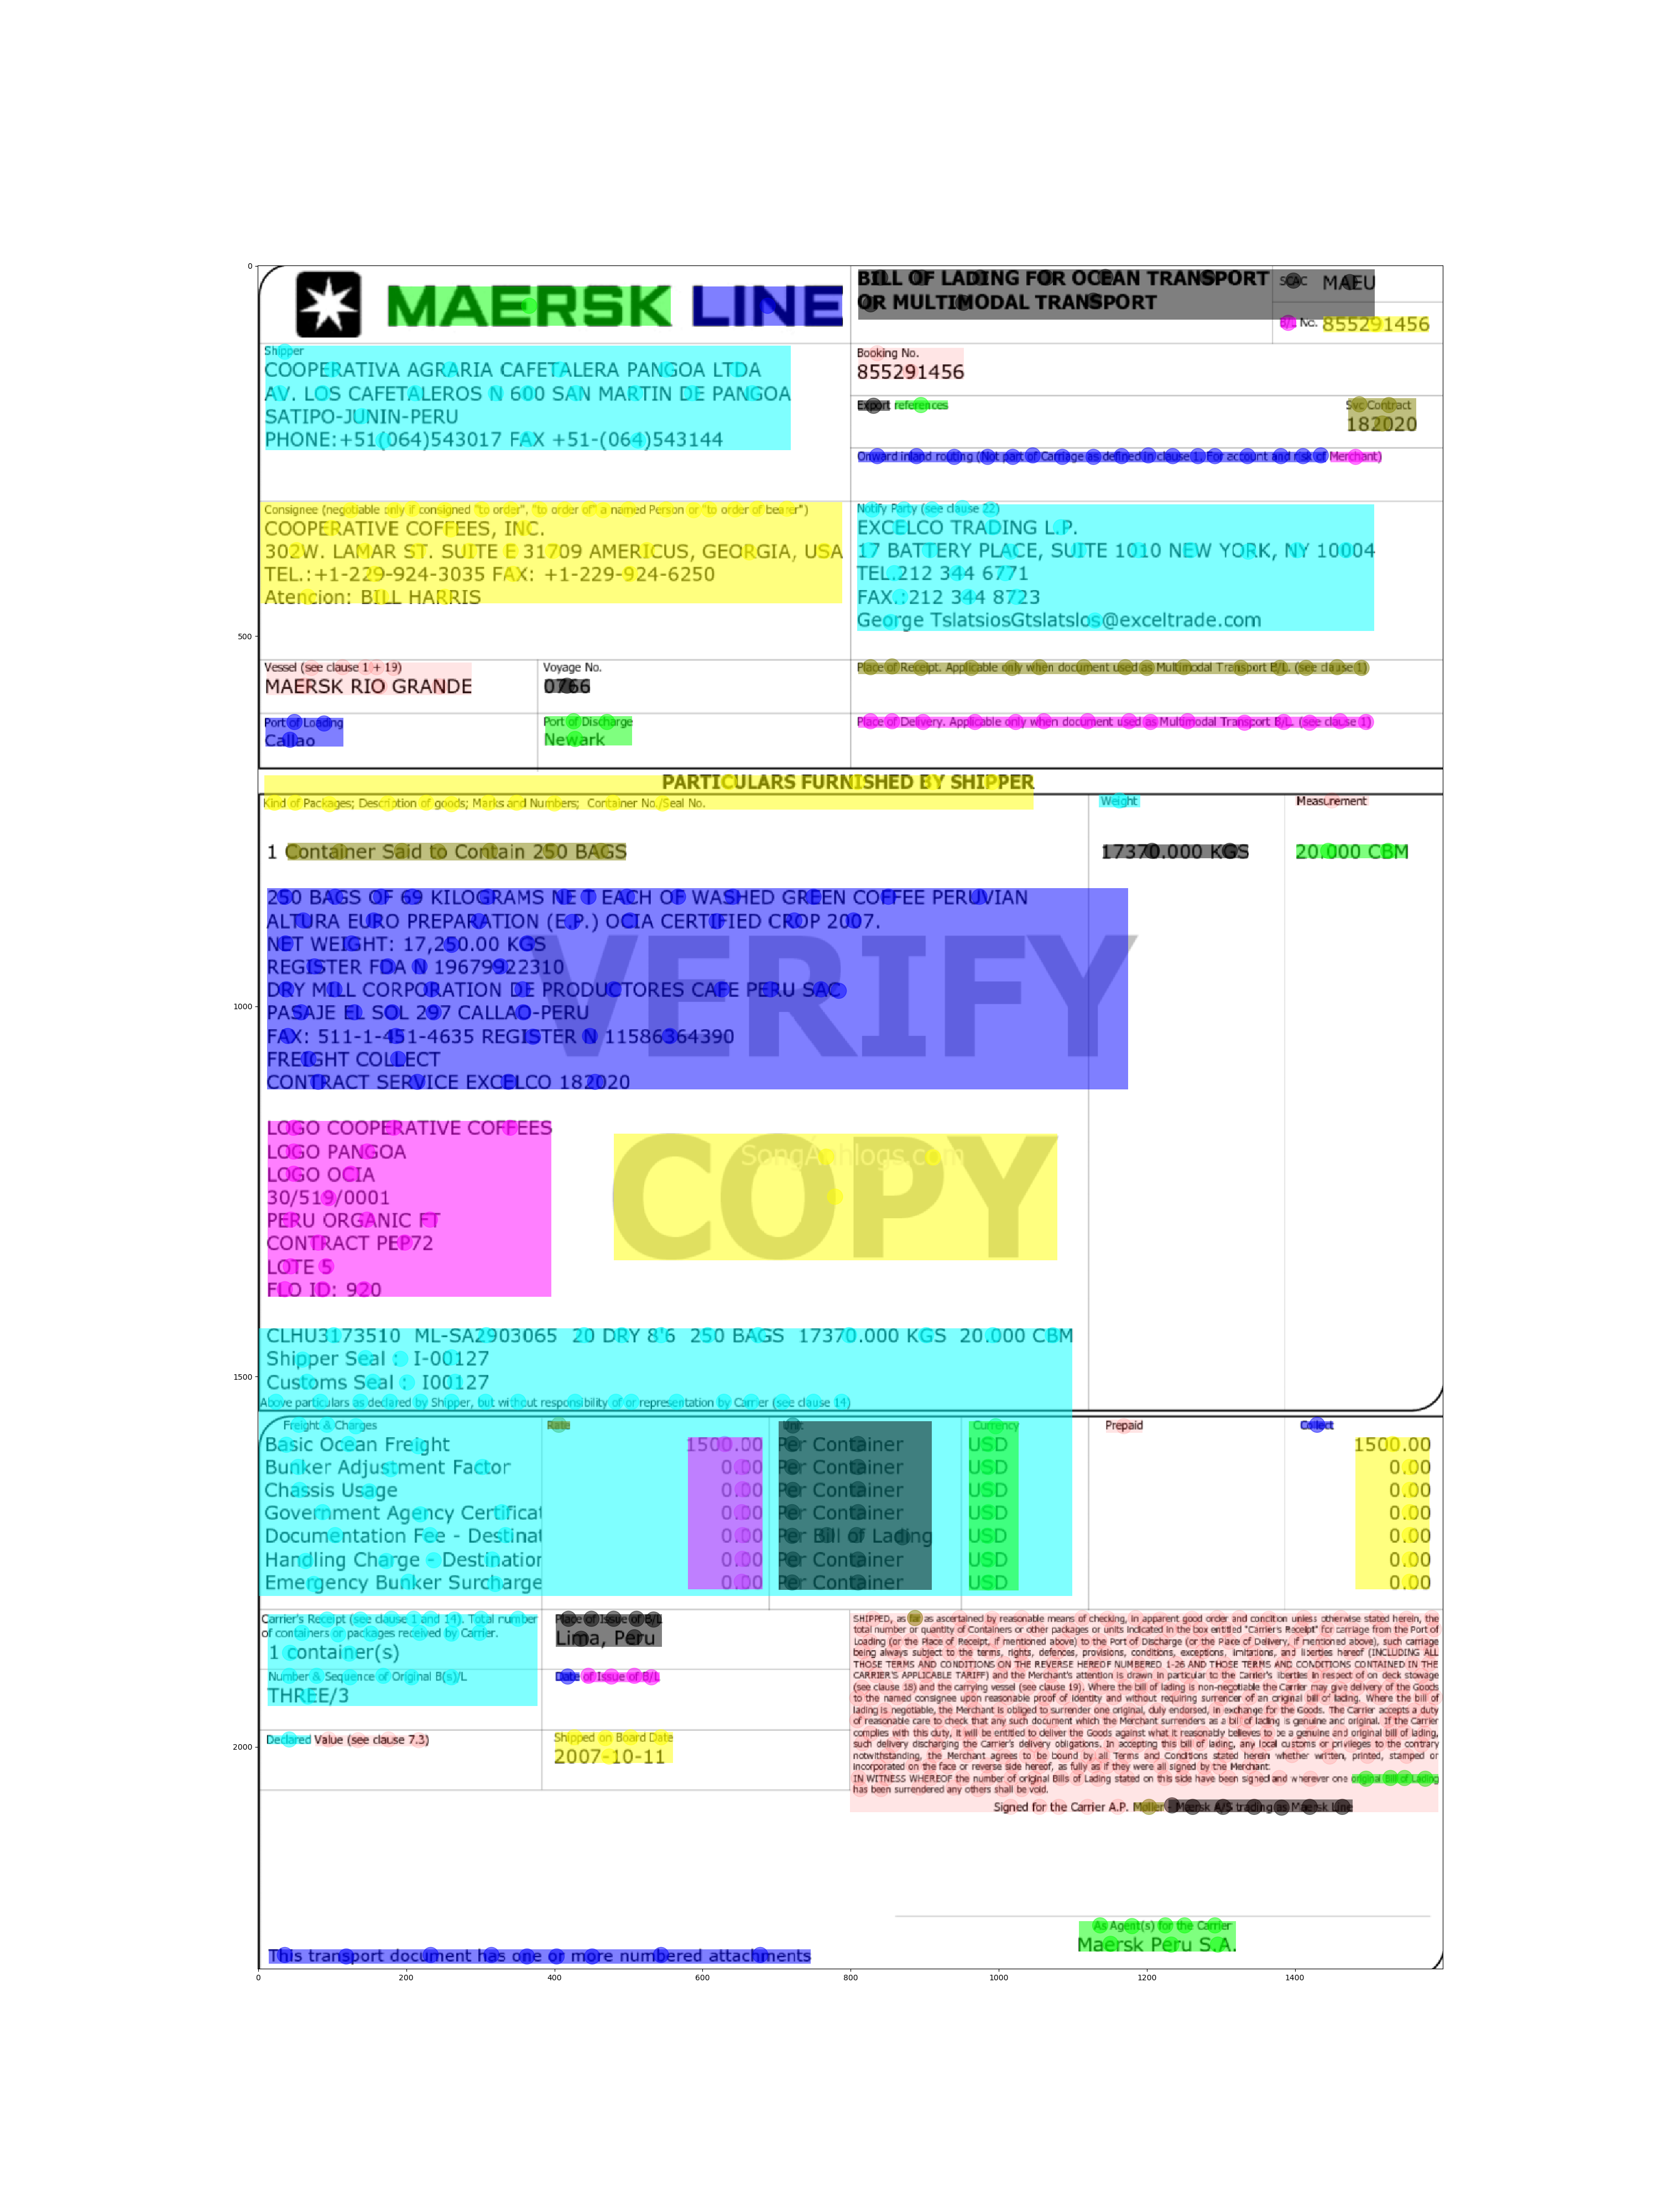 MAERSK LINE
BILL OF LADING FOR OCEAN TRANSPORT
OR MULTIMODAL TRANSPORT
SCAC MAEU
B/L No. 855291456
Shipper
COOPERATIVA AGRARIA CAFETALERA PANGOA LTDA
AV. LOS CAFETALEROS N 600 SAN MARTIN DE PANGOA
SATIPO-JUNIN-PERU
PHONE:+51(064)543017 FAX +51-(064)543144
Booking No.
855291456
Export references
Svc Contract
182020
Onward inland routing (Not part of Carriage as defined in clause 1. For account and risk of Merchant)
Consignee (negotiable only if consigned "to order", "to order of" a named Person or "to order of bearer")
COOPERATIVE COFFEES, INC.
302W. LAMAR ST. SUITE E 31709 AMERICUS, GEORGIA, USA
TEL.:+1-229-924-3035 FAX: +1-229-924-6250
Atencion: BILL HARRIS
Notify Party (see clause 22)
EXCELCO TRADING L.P.
17 BATTERY PLACE, SUITE 1010 NEW YORK, NY 10004
TEL.212 344 6771
FAX.:212 344 8723
George TslatsiosGtslatslos@exceltrade.com
Vessel (see clause 1 + 19)
MAERSK RIO GRANDE
Voyage No.
0766
Place of Receipt. Applicable only when document used as Multimodal Transport B/L. (see clause 1)
Port of Loading
Callao
Port of Discharge
Newark
Place of Delivery. Applicable only when document used as Multimodal Transport B/L. (see clause 1)
PARTICULARS FURNISHED BY SHIPPER
Kind of Packages; Description of goods; Marks and Numbers; Container No./Seal No.
Weight
Measurement
1 Container Said to Contain 250 BAGS
17370.000 KGS
20.000 CBM
250 BAGS OF 69 KILOGRAMS NE T EACH OF WASHED GREEN COFFEE PERUVIAN
ALTURA EURO PREPARATION (E.P.) OCIA CERTIFIED CROP 2007.
NET WEIGHT: 17,250.00 KGS
REGISTER FDA N 19679922310
DRY MILL CORPORATION DE PRODUCTORES CAFE PERU SAC
PASAJE EL SOL 297 CALLAO-PERU
FAX: 511-1-451-4635 REGISTER N 11586364390
FREIGHT COLLECT
CONTRACT SERVICE EXCELCO 182020
VERIFY
LOGO COOPERATIVE COFFEES
LOGO PANGOA
LOGO OCIA
30/519/0001
PERU ORGANIC FT
CONTRACT PEP72
LOTE 5
FLO ID: 920
COPY
SongÁnhlogs.com
CLHU3173510 ML-SA2903065 20 DRY 8'6 250 BAGS 17370.000 KGS 20.000 CBM
Shipper Seal : I-00127
Customs Seal : I00127
Above particulars as declared by Shipper, but without responsibility of or representation by Carrier (see clause 14)
Freight & Charges Rate Unit Currency Prepaid Collect
Basic Ocean Freight 1500.00 Per Container USD 1500.00
Bunker Adjustment Factor 0.00 Per Container USD 0.00
Chassis Usage 0.00 Per Container USD 0.00
Government Agency Certificat 0.00 Per Container USD 0.00
Documentation Fee - Destinat 0.00 Per Bill of Lading USD 0.00
Handling Charge - Destination 0.00 Per Container USD 0.00
Emergency Bunker Surcharge 0.00 Per Container USD 0.00
Carrier's Receipt (see clause 1 and 14). Total number
of containers or packages received by Carrier.
1 container(s)
Place of Issue of B/L
Lima, Peru
Number & Sequence of Original B(s)/L
THREE/3
Date of Issue of B/L
Declared Value (see clause 7.3)
Shipped on Board Date
2007-10-11
SHIPPED, as far as ascertained by reasonable means of checking, in apparent good order and condition unless otherwise stated herein, the
total number or quantity of Containers or other packages or units indicated in the box entitled "Carrier's Receipt" for carriage from the Port of
Loading (or the Place of Receipt, if mentioned above) to the Port of Discharge (or the Place of Delivery, if mentioned above), such carriage
being always subject to the terms, rights, defences, provisions, conditions, exceptions, limitations, and liberties hereof (INCLUDING ALL
THOSE TERMS AND CONDITIONS ON THE REVERSE HEREOF NUMBERED 1-26 AND THOSE TERMS AND CONDITIONS CONTAINED IN THE
CARRIER'S APPLICABLE TARIFF) and the Merchant's attention is drawn in particular to the Carrier's liberties in respect of on deck stowage
(see clause 18) and the carrying vessel (see clause 19). Where the bill of lading is non-negotiable the Carrier may give delivery of the Goods
to the named consignee upon reasonable proof of identity and without requiring surrender of an original bill of lading. Where the bill of
lading is negotiable, the Merchant is obliged to surrender one original, duly endorsed, in exchange for the Goods. The Carrier accepts a duty
of reasonable care to check that any such document which the Merchant surrenders as a bill of lading is genuine and original. If the Carrier
complies with this duty, it will be entitled to deliver the Goods against what it reasonably believes to be a genuine and original bill of lading,
such delivery discharging the Carrier's delivery obligations. In accepting this bill of lading, any local customs or privileges to the contrary
notwithstanding, the Merchant agrees to be bound by all Terms and Conditions stated herein whether written, printed, stamped or
incorporated on the face or reverse side hereof, as fully as if they were all signed by the Merchant.
IN WITNESS WHEREOF the number of original Bills of Lading stated on this side have been signed and wherever one original Bill of Lading
has been surrendered any others shall be void.
Signed for the Carrier A.P. Moller - Maersk A/S trading as Maersk Line
As Agent(s) for the Carrier
Maersk Peru S.A.
This transport document has one or more numbered attachments
0
500
1000
1500
2000
0 200 400 600 800 1000 1200 1400